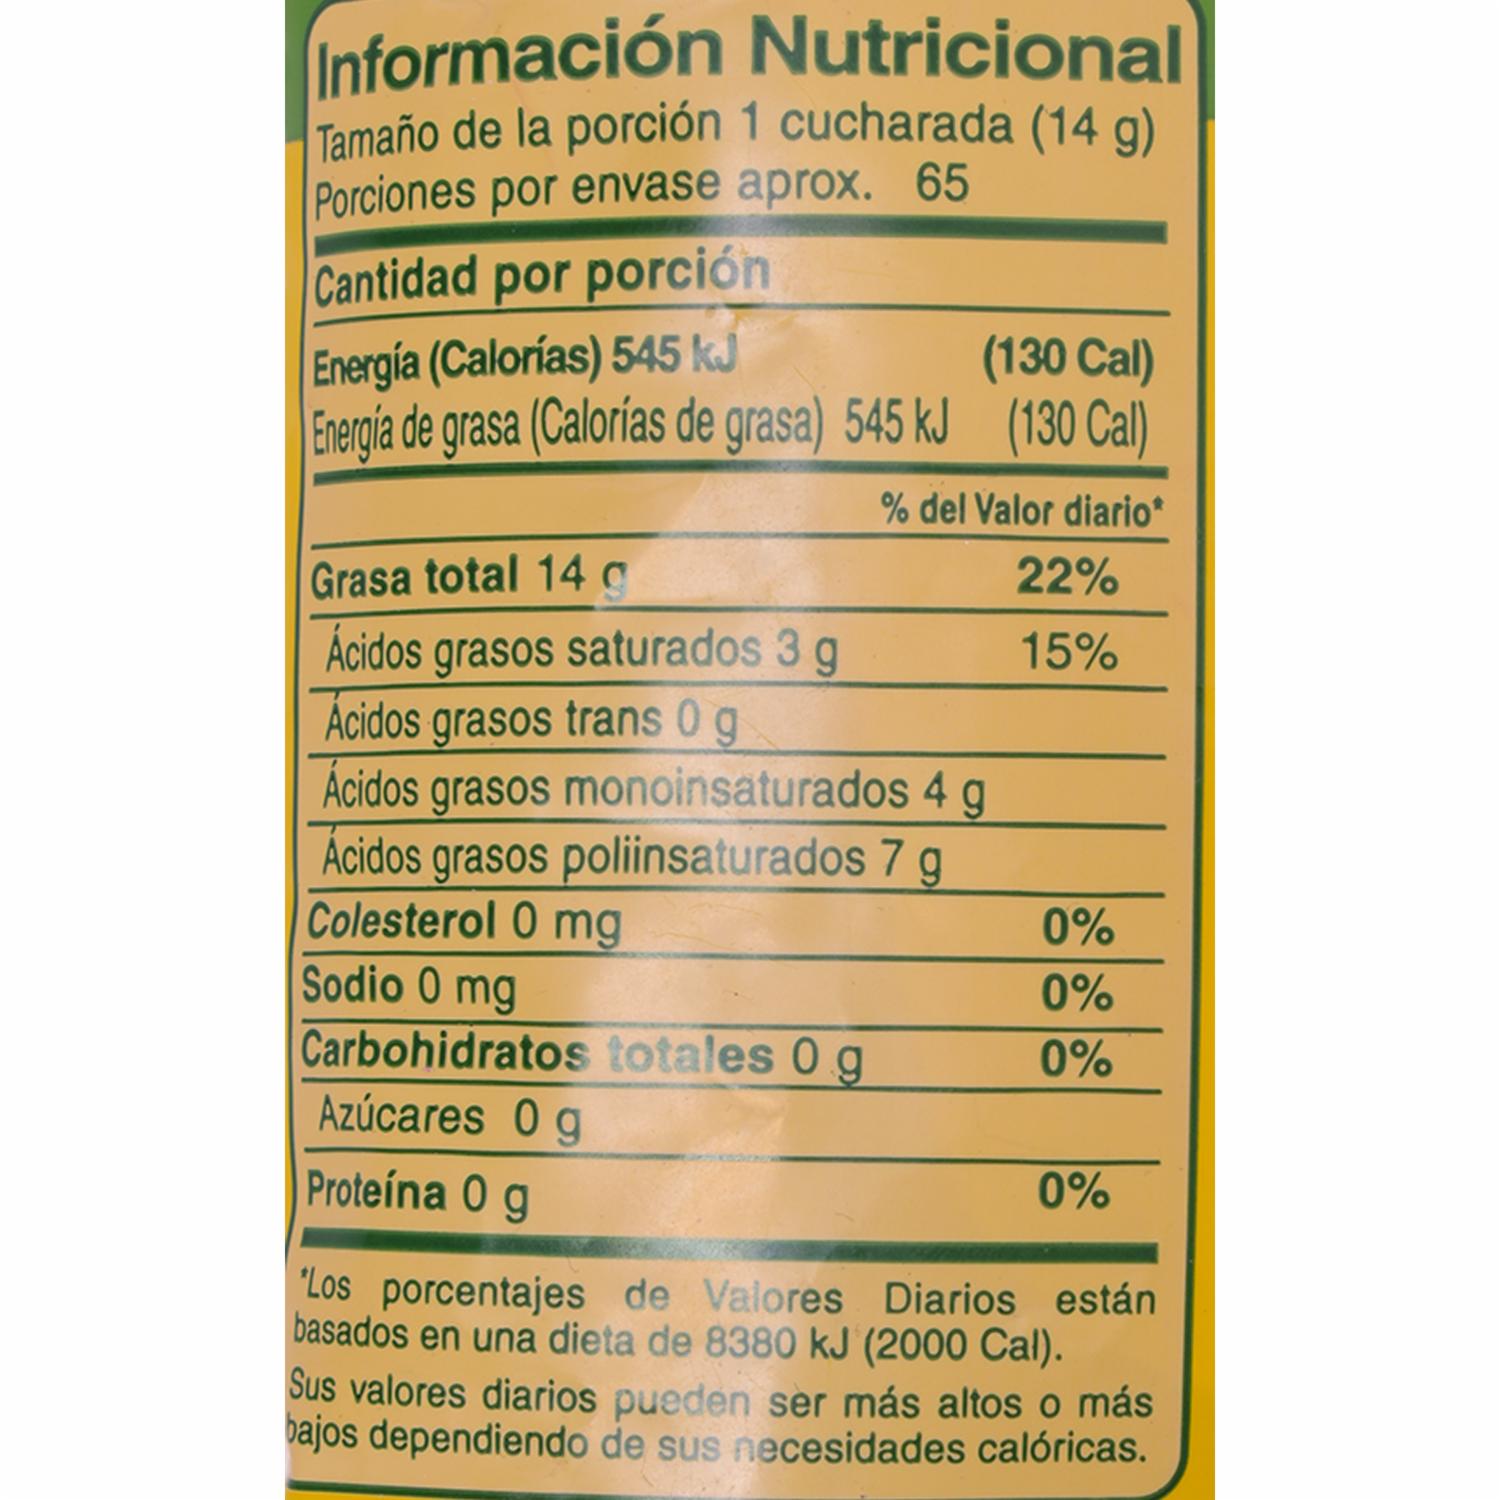 Información Nutricional
Tamaño de la porción 1 cucharada (14 g)
Porciones por envase aprox. 65
Cantidad por porción
Energía (Calorías) 545 kJ (130 Cal)
Energía de grasa (Calorías de grasa) 545 kJ (130 Cal)
% del Valor diario*
Grasa total 14 g 22%
Ácidos grasos saturados 3 g 15%
Ácidos grasos trans 0 g
Ácidos grasos monoinsaturados 4 g
Ácidos grasos poliinsaturados 7 g
Colesterol 0 mg 0%
Sodio 0 mg 0%
Carbohidratos totales 0 g 0%
Azúcares 0 g
Proteína 0 g 0%
*Los porcentajes de Valores Diarios están
basados en una dieta de 8380 kJ (2000 Cal).
Sus valores diarios pueden ser más altos o más
bajos dependiendo de sus necesidades calóricas.